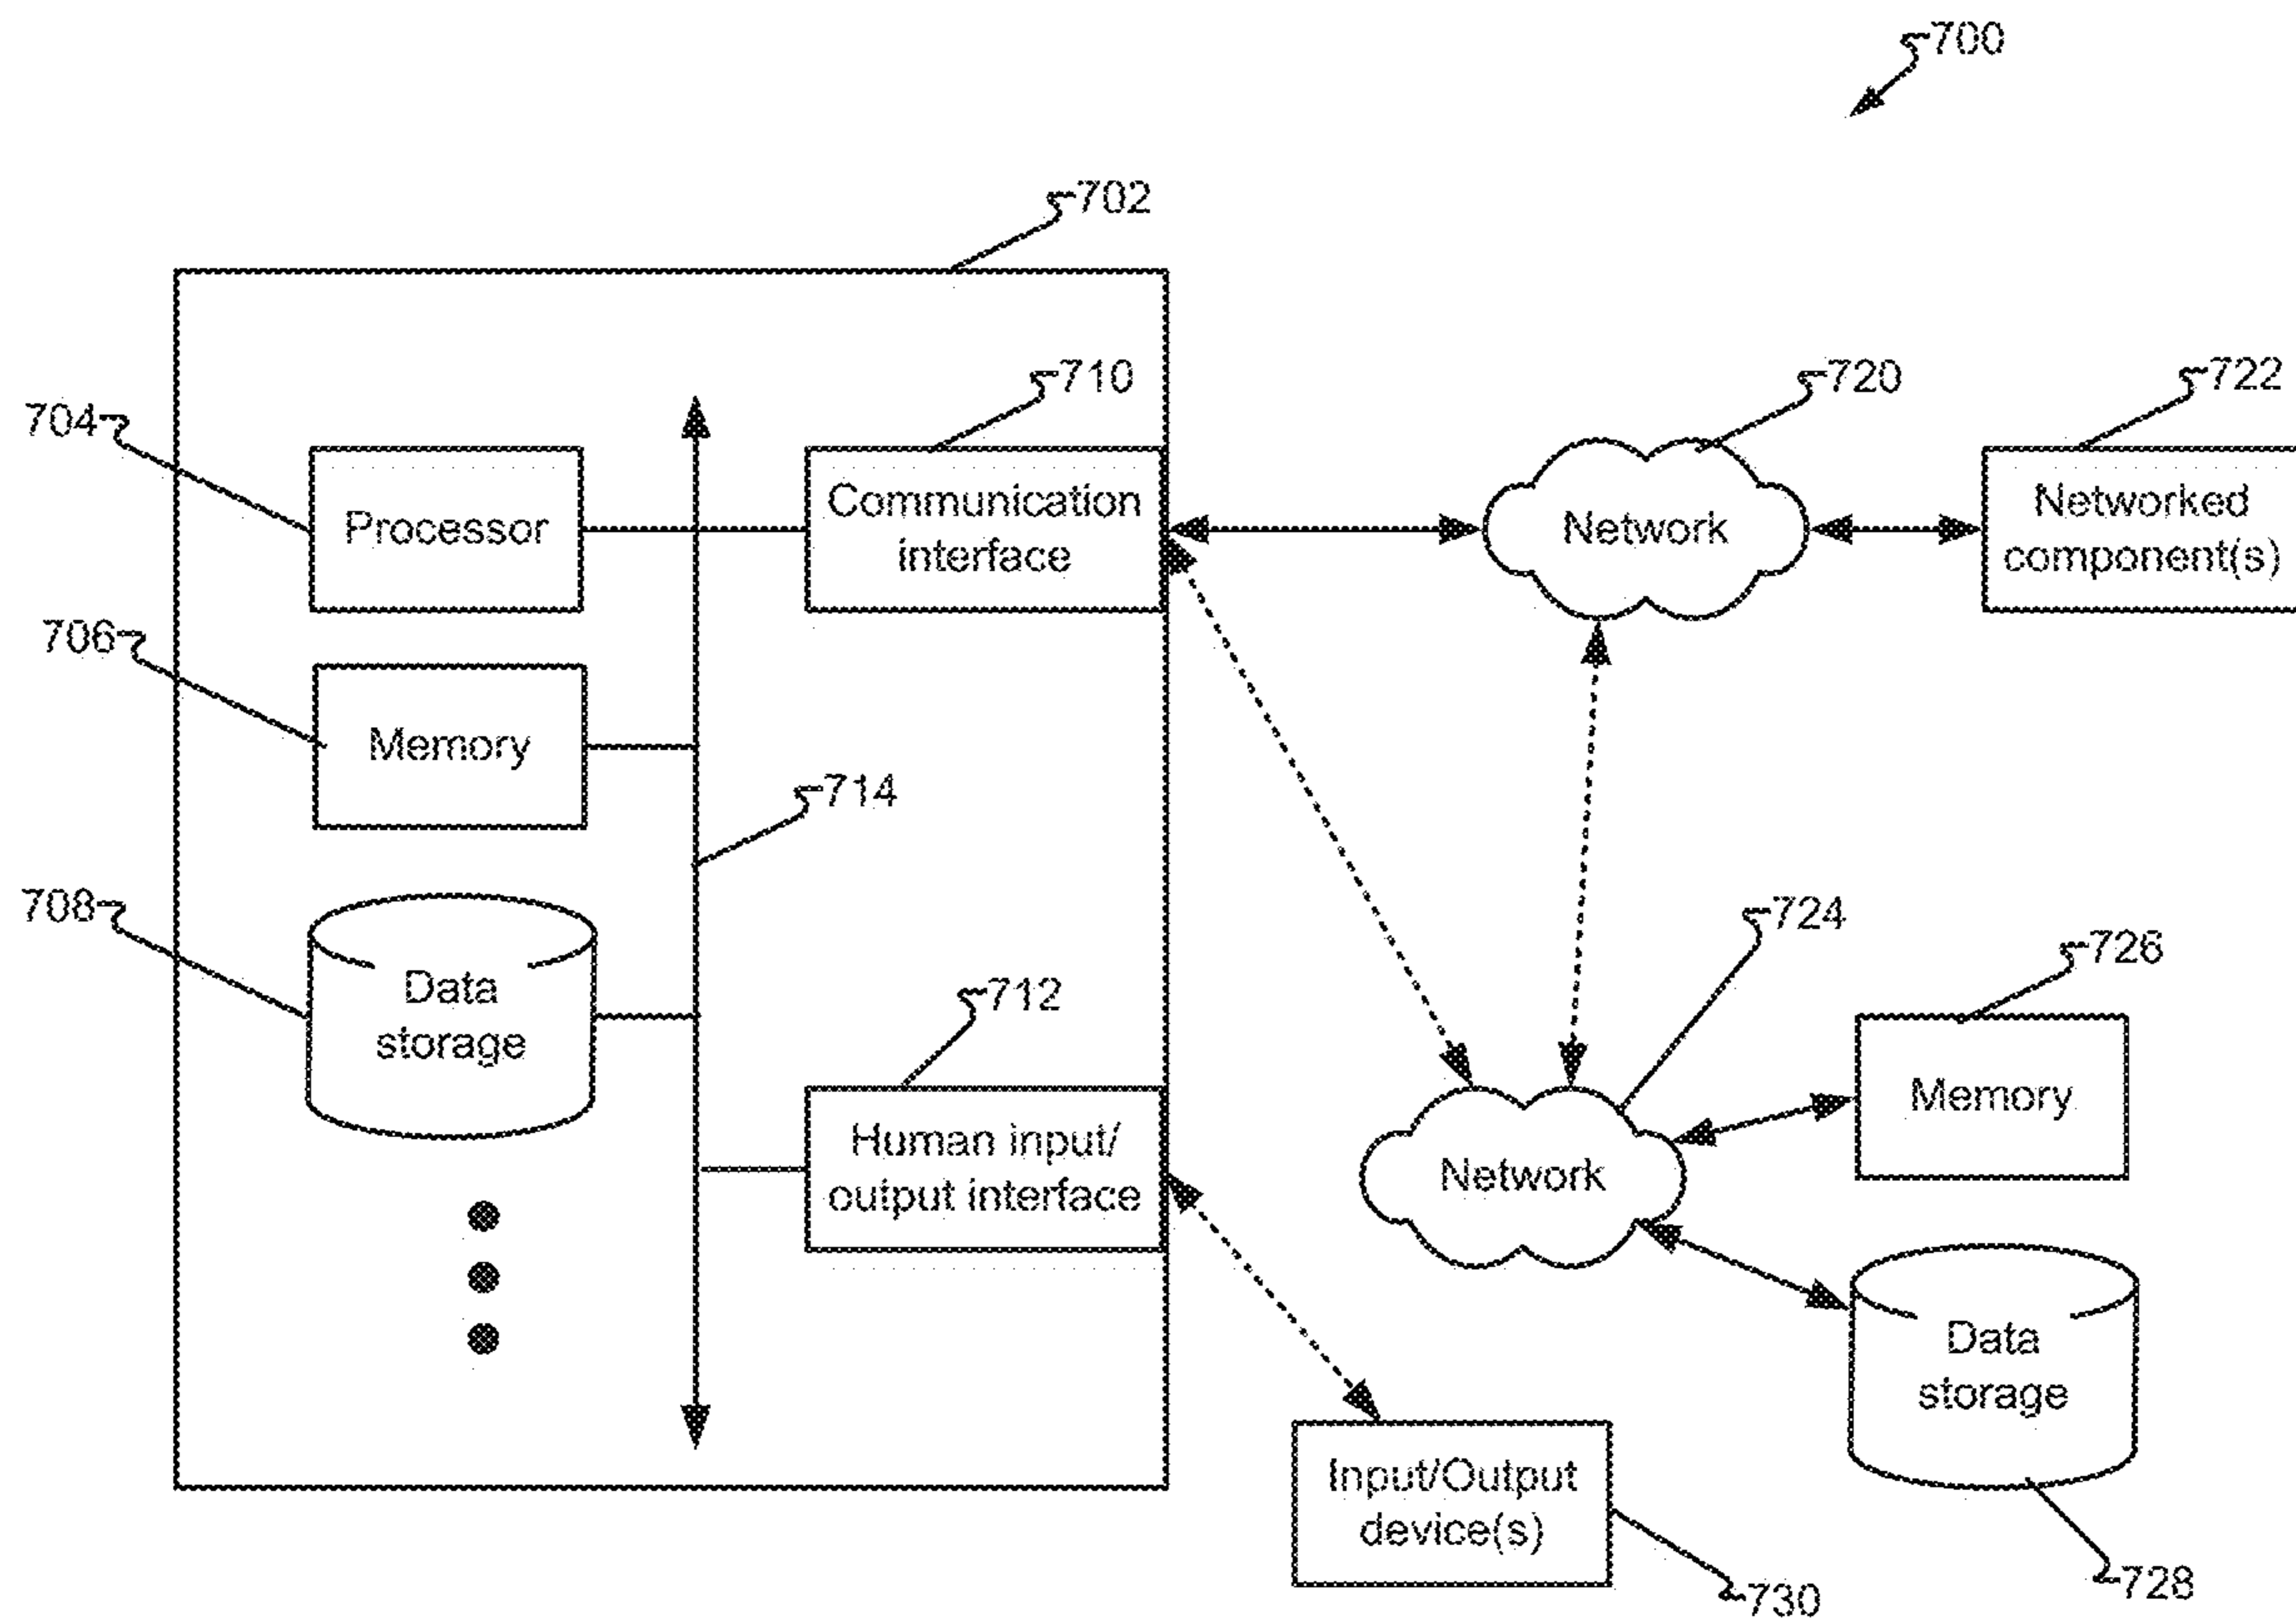 700
702
710
720
722
704
Processor
Communication
interface
Network
Networked
component(s)
706
Memory
714
708
Data
storage
724
726
712
Memory
Human input/
output interface
Network
Data
storage
Input/Output
device(s)
730
728